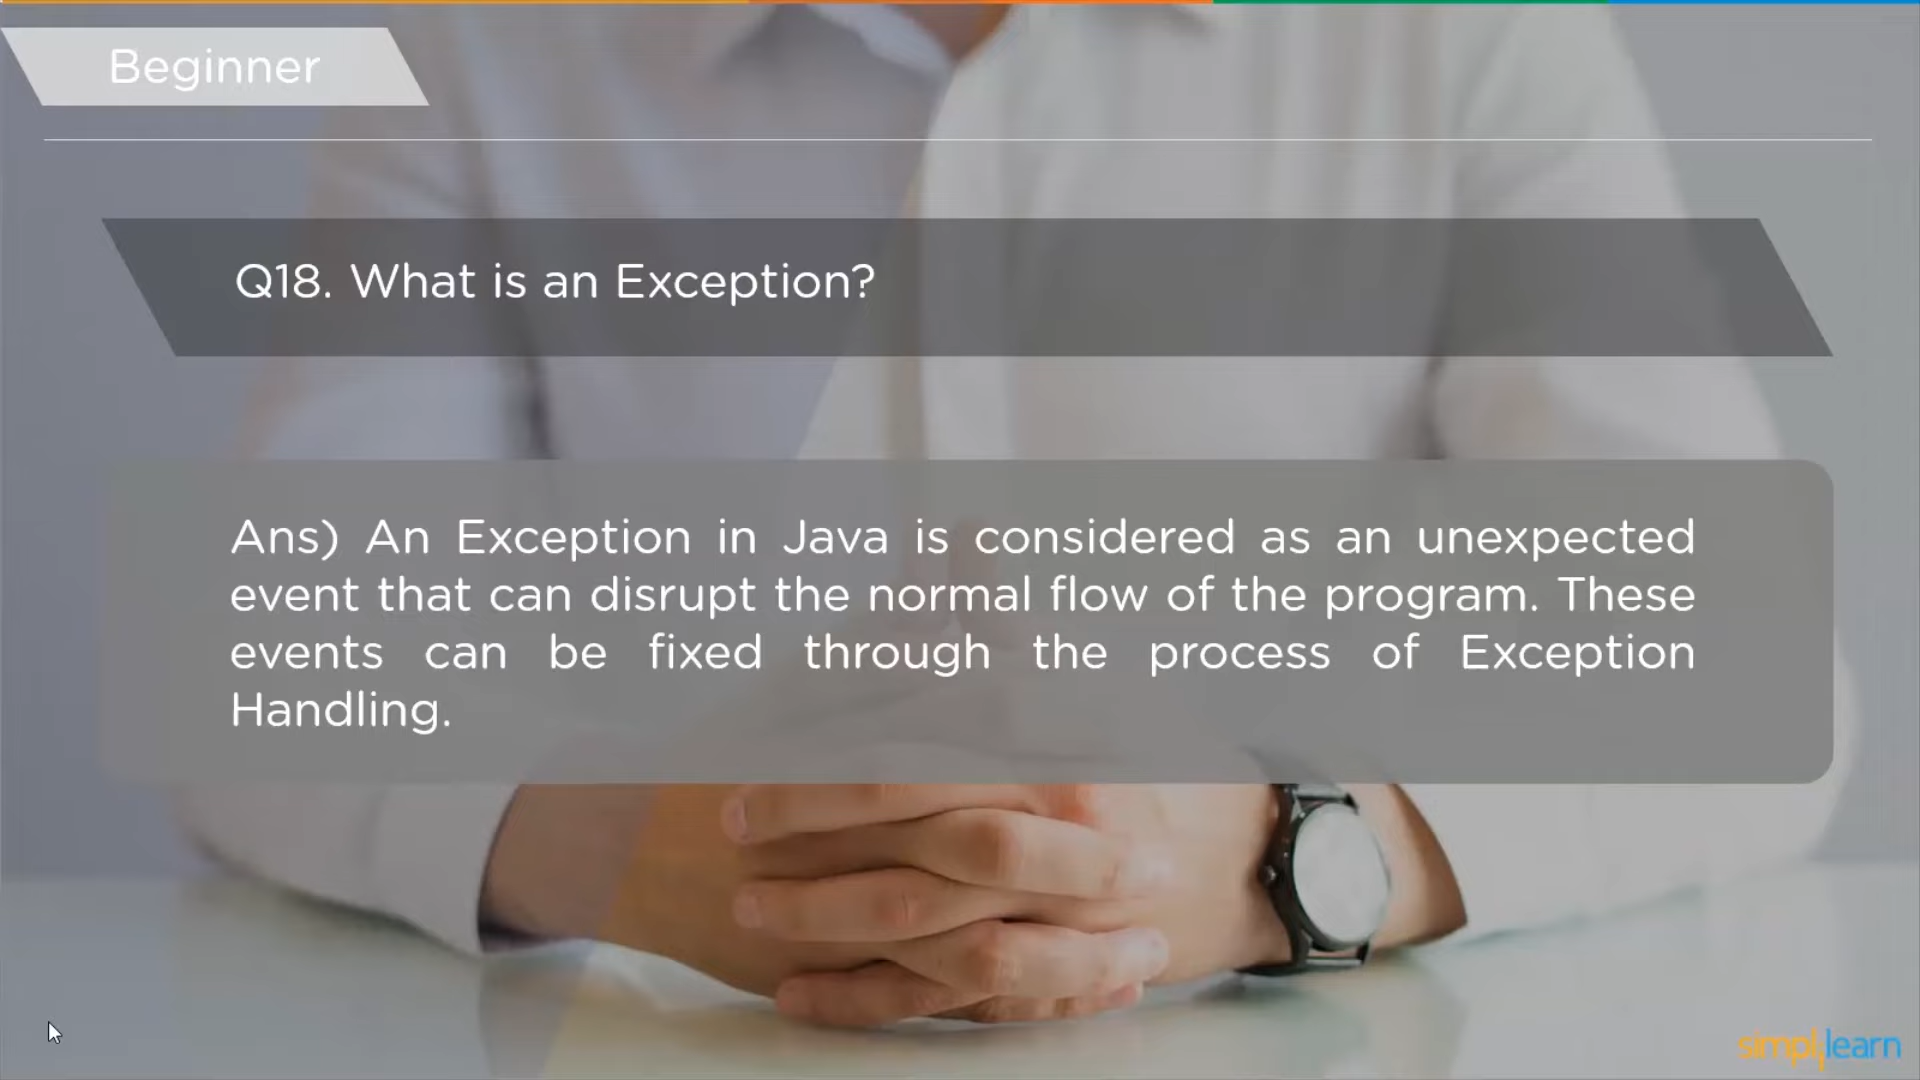 Beginner
Q18. What is an Exception?
Ans) An Exception in Java is considered as an unexpected
event that can disrupt the normal flow of the program. These
events can be fixed through the process of Exception
Handling.
simplilearn